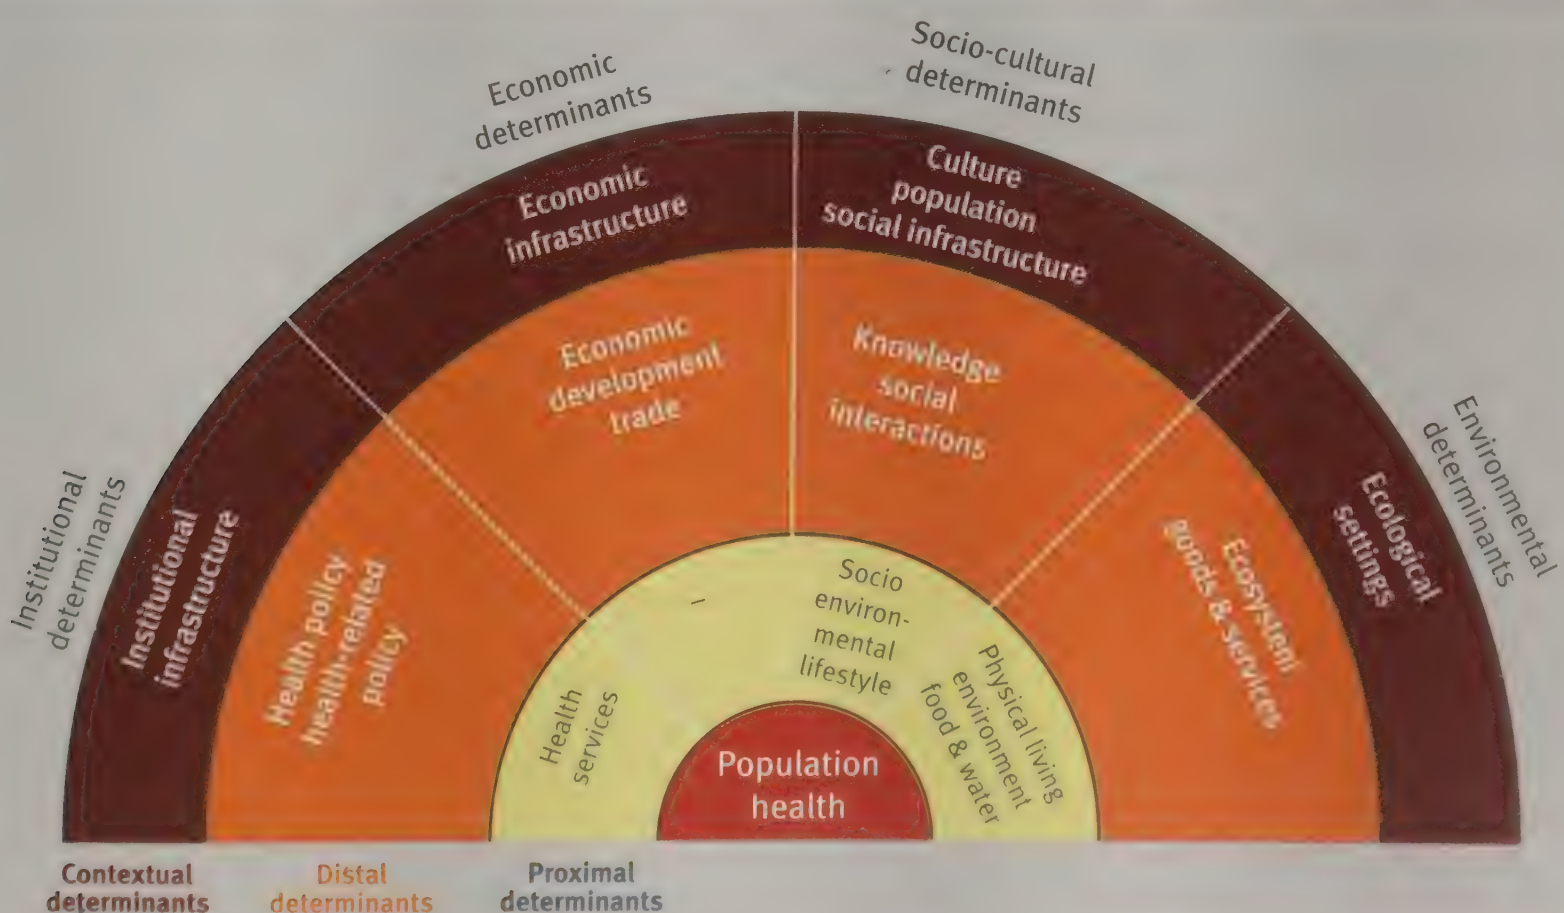 Economic
determinants
Socio-cultural
determinants
Institutional
determinants
Environmental
determinants
Economic
infrastructure
Culture
population
social infrastructure
Institutional
infrastructure
Ecological
settings
Economic
development
trade
Knowledge
social
interactions
Health policy
health-related
policy
Ecosystem
goods & services
Health
services
Socio
environ-
mental
lifestyle
Physical living
environment
food & water
Population
health
Contextual
determinants
Distal
determinants
Proximal
determinants